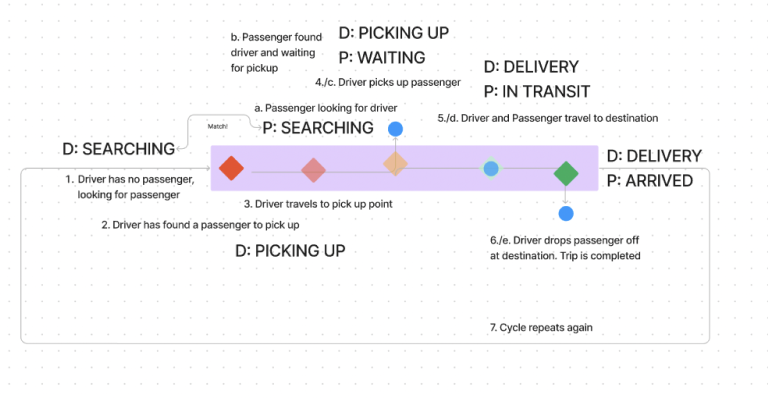 b. Passenger found
driver and waiting
for pickup
D: PICKING UP
P: WAITING
4./c. Driver picks up passenger
D: DELIVERY
P: IN TRANSIT
a. Passenger looking for driver
5./d. Driver and Passenger travel to destination
Match!
P: SEARCHING
D: SEARCHING
D: DELIVERY
P: ARRIVED
1. Driver has no passenger,
looking for passenger
3. Driver travels to pick up point
2. Driver has found a passenger to pick up
D: PICKING UP
6./e. Driver drops passenger off
at destination. Trip is completed
7. Cycle repeats again